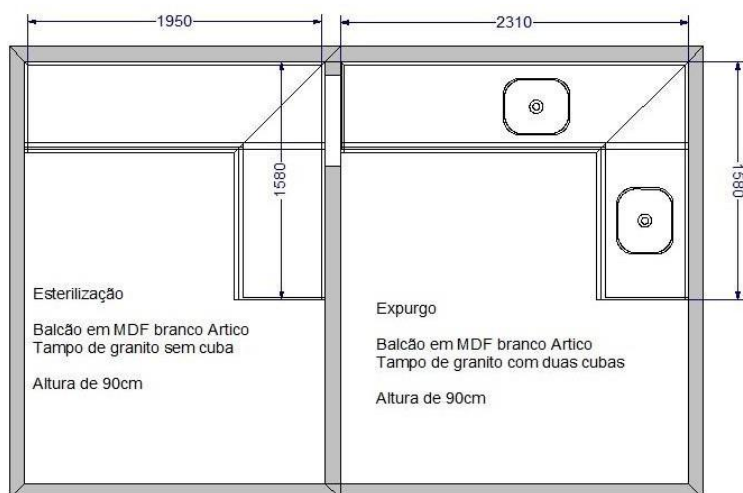 1950
2310
1580
1580
Esterilização
Balcão em MDF branco Artico
Tampo de granito sem cuba
Altura de 90cm
Expurgo
Balcão em MDF branco Artico
Tampo de granito com duas cubas
Altura de 90cm